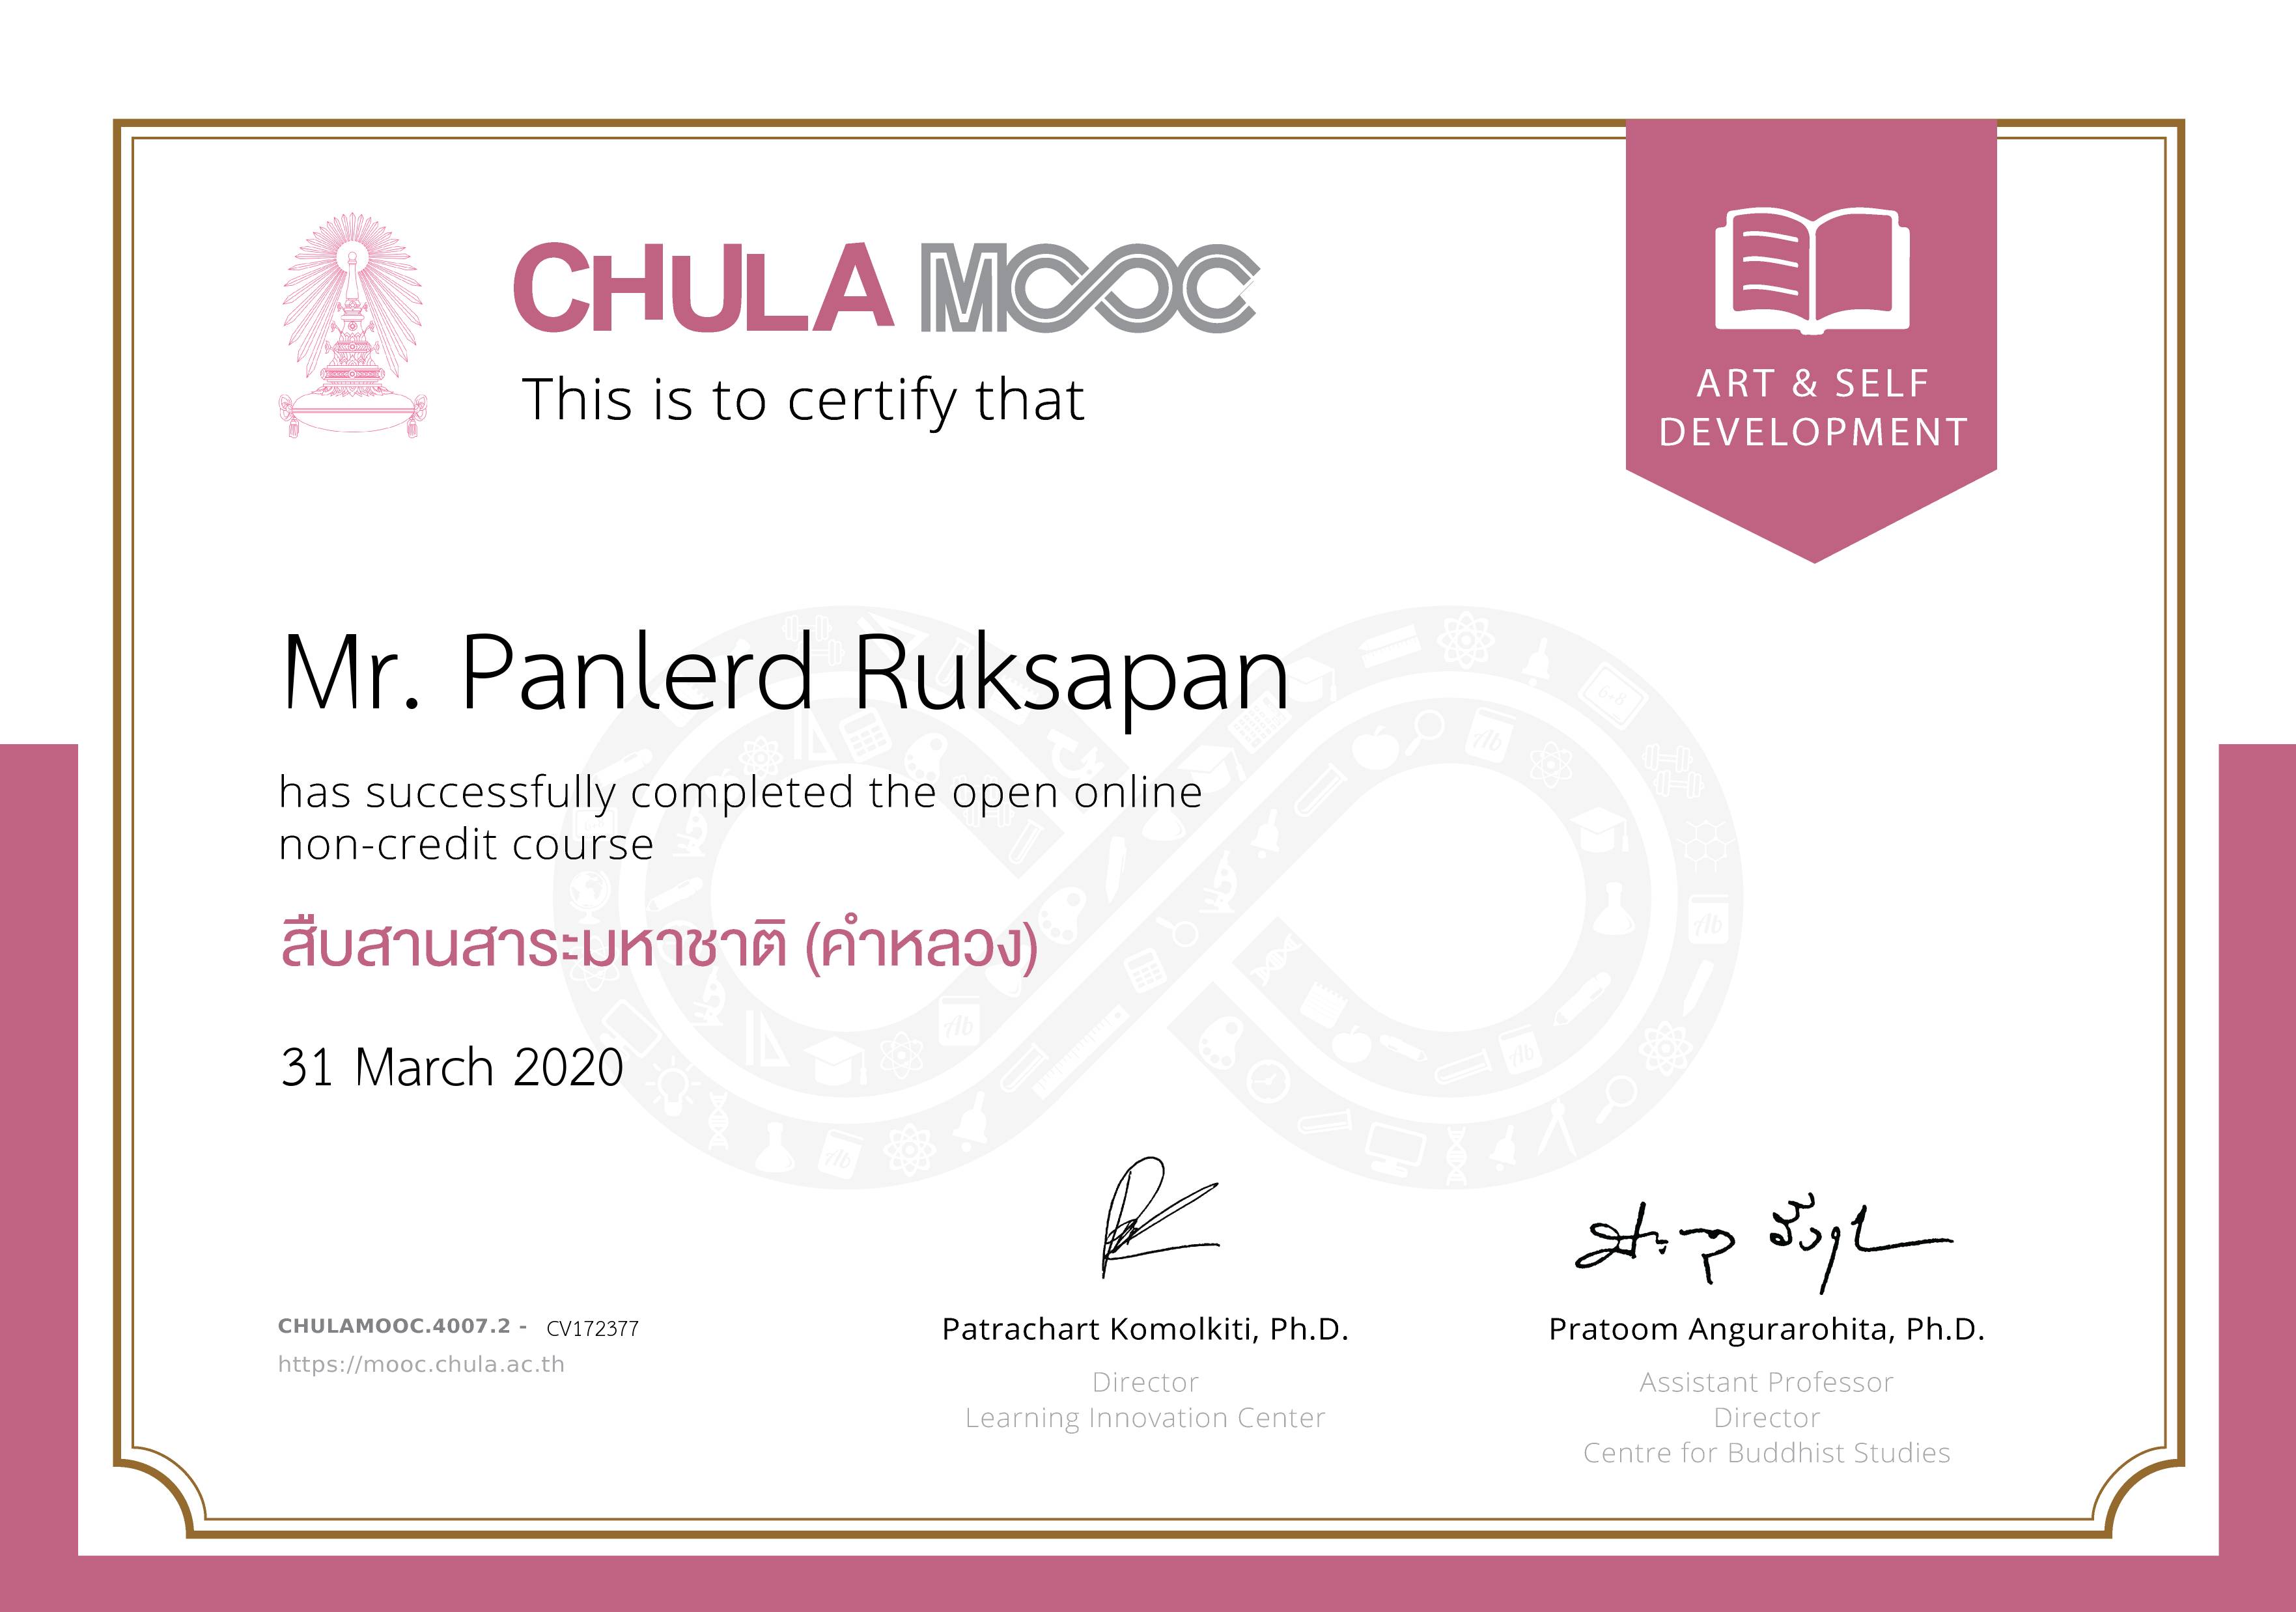 CHULA MOOC
This is to certify that
ART & SELF
DEVELOPMENT
Mr. Panlerd Ruksapan
has successfully completed the open online
non-credit course
สืบสานสาระมหาชาติ (คำหลวง)
31 March 2020
CHULAMOOC.4007.2 - CV172377
https://mooc.chula.ac.th
Patrachart Komolkiti, Ph.D.
Director
Learning Innovation Center
Pratoom Angurarohita, Ph.D.
Assistant Professor
Director
Centre for Buddhist Studies